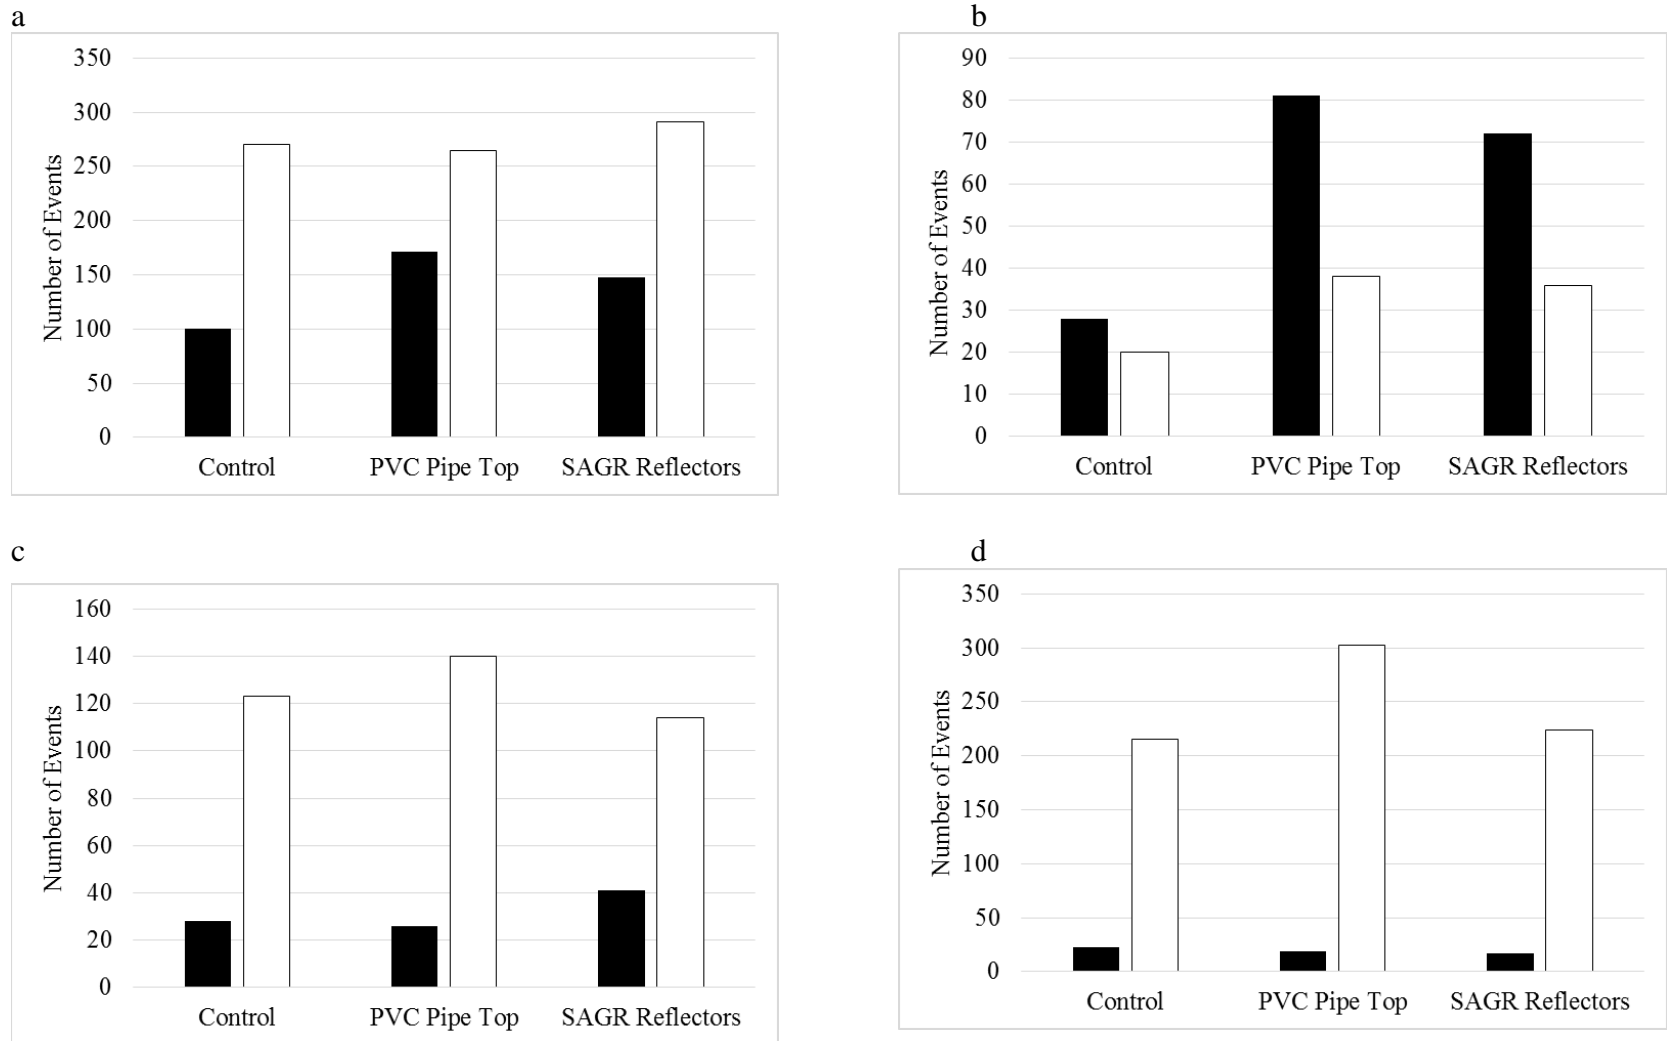 a
350
300
250
200
150
100
50
0
Number of Events
Control
PVC Pipe Top
SAGR Reflectors
b
90
80
70
60
50
40
30
20
10
0
Number of Events
Control
PVC Pipe Top
SAGR Reflectors
c
160
140
120
100
80
60
40
20
0
Number of Events
Control
PVC Pipe Top
SAGR Reflectors
d
350
300
250
200
150
100
50
0
Number of Events
Control
PVC Pipe Top
SAGR Reflectors